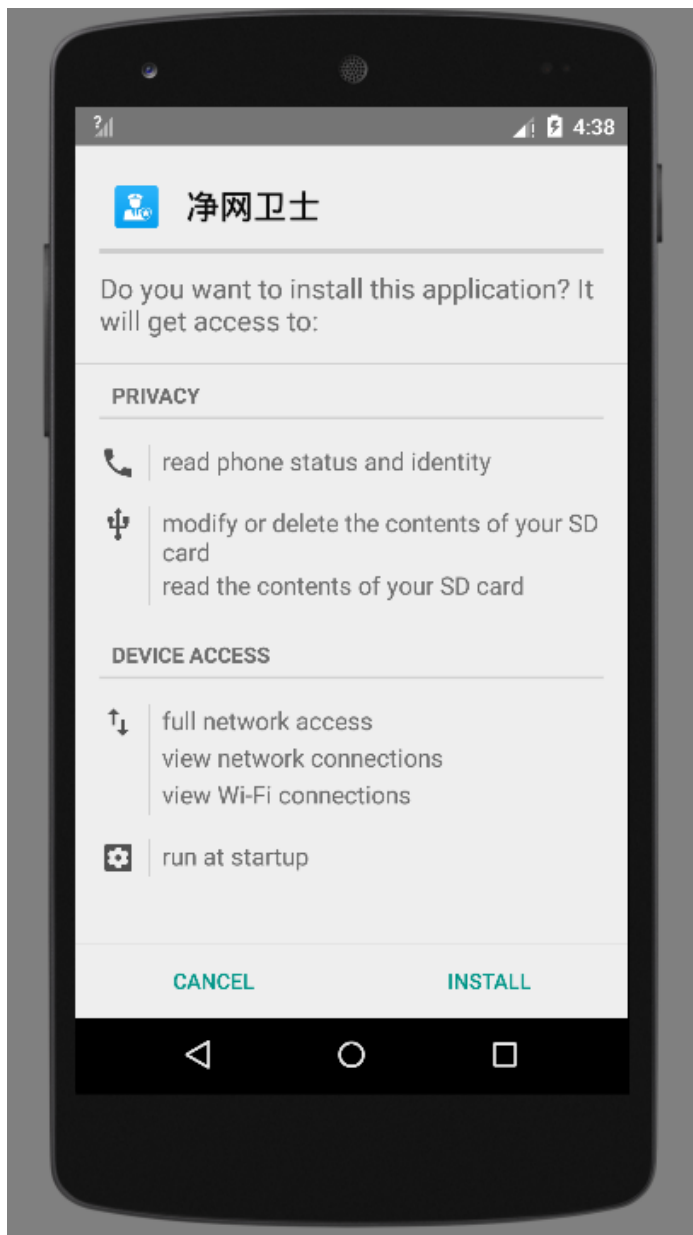 4:38
净网卫士
Do you want to install this application? It
will get access to:
PRIVACY
read phone status and identity
modify or delete the contents of your SD
card
read the contents of your SD card
DEVICE ACCESS
full network access
view network connections
view Wi-Fi connections
run at startup
CANCEL
INSTALL